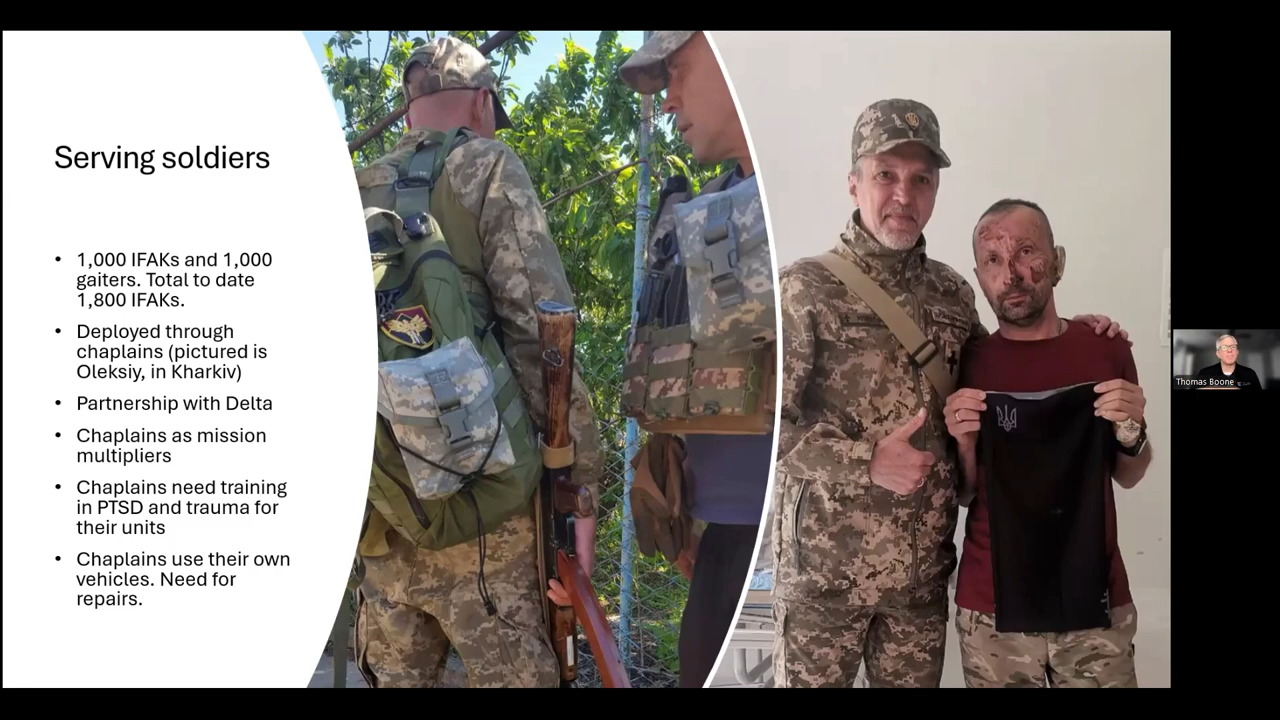 Serving soldiers
• 1,000 IFAKs and 1,000
gaiters. Total to date
1,800 IFAKs.
• Deployed through
chaplains (pictured is
Oleksiy, in Kharkiv)
• Partnership with Delta
• Chaplains as mission
multipliers
• Chaplains need training
in PTSD and trauma for
their units
• Chaplains use their own
vehicles. Need for
repairs.
Thomas Boone